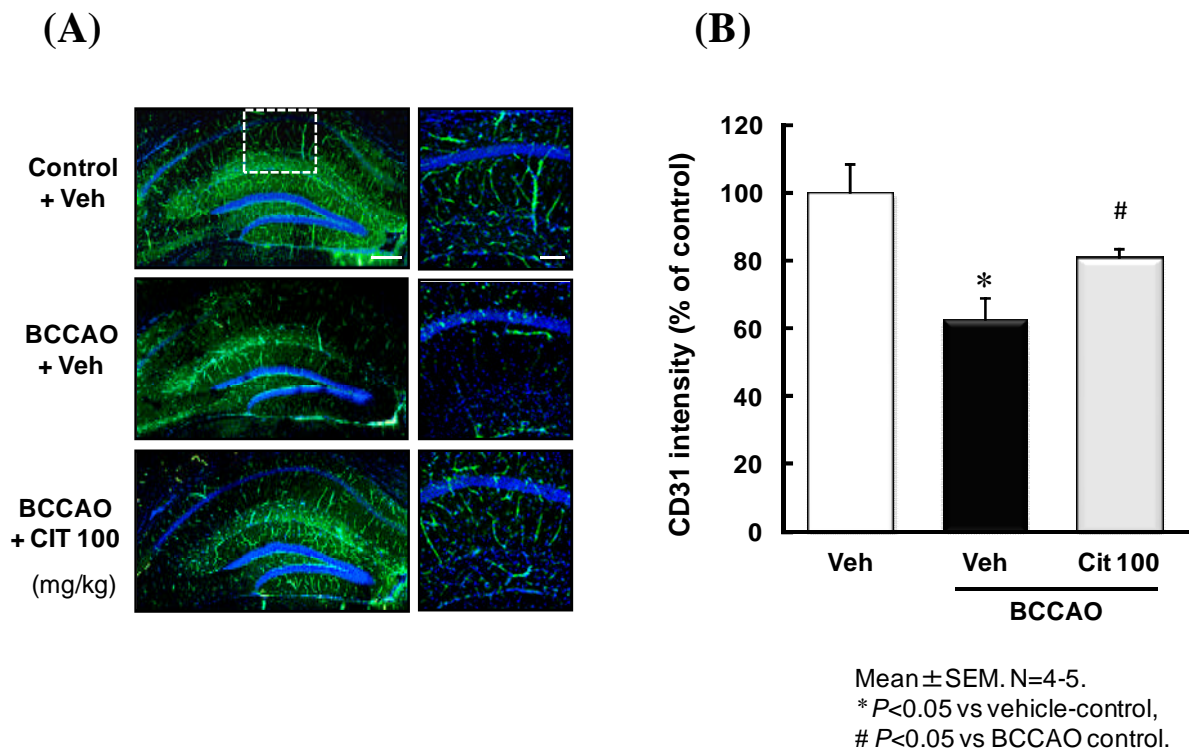 (A)
Control
+ Veh
BCCAO
+ Veh
BCCAO
+ CIT 100
(mg/kg)
(B)
CD31 intensity (% of control)
120
100
80
60
40
20
0
Veh
Veh
Cit 100
BCCAO
*
#
Mean±SEM. N=4-5.
* P<0.05 vs vehicle-control,
# P<0.05 vs BCCAO control.